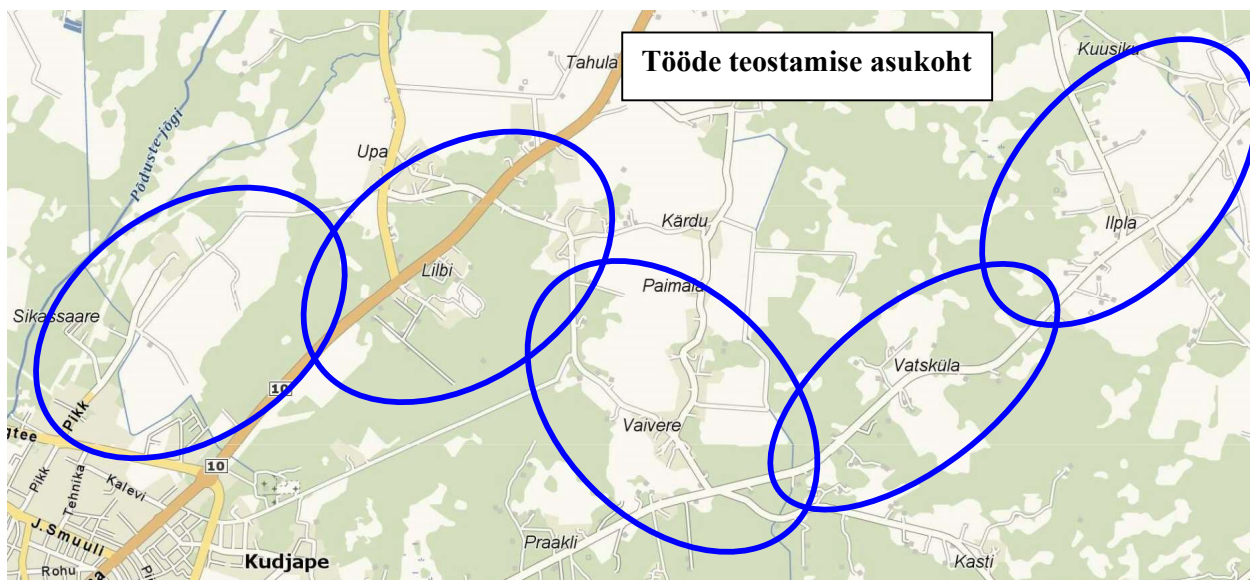 Tööde teostamise asukoht
Kuusiku
Tahula
Põduste jõgi
Upa
Kärdu
Ilpla
Lilbi
Paimala
Sikassaare
10
Vatsküla
Pikk
Vaivere
gtee
10
Pikk
Tehnika
Kalevi
J. Smuuli
Praakli
Kudjape
Kasti
Rohu